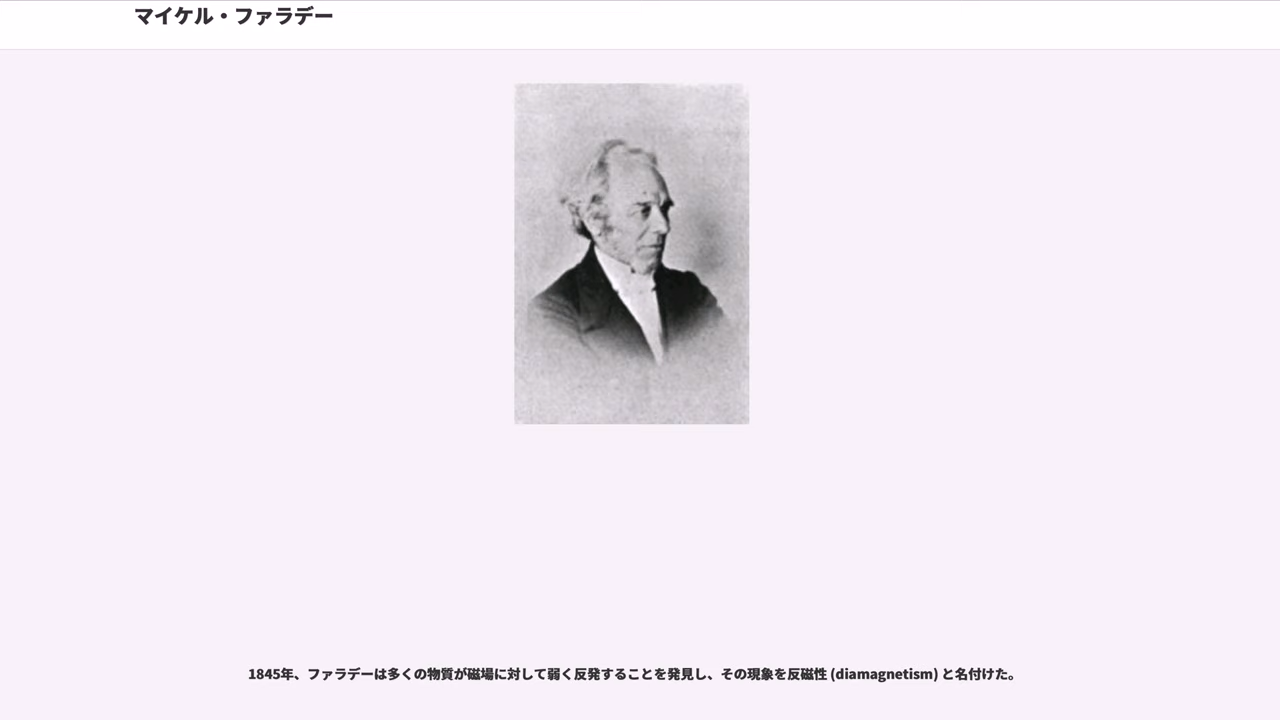 マイケル・ファラデー
1845年、ファラデーは多くの物質が磁場に対して弱く反発することを発見し、その現象を反磁性 (diamagnetism) と名付けた。